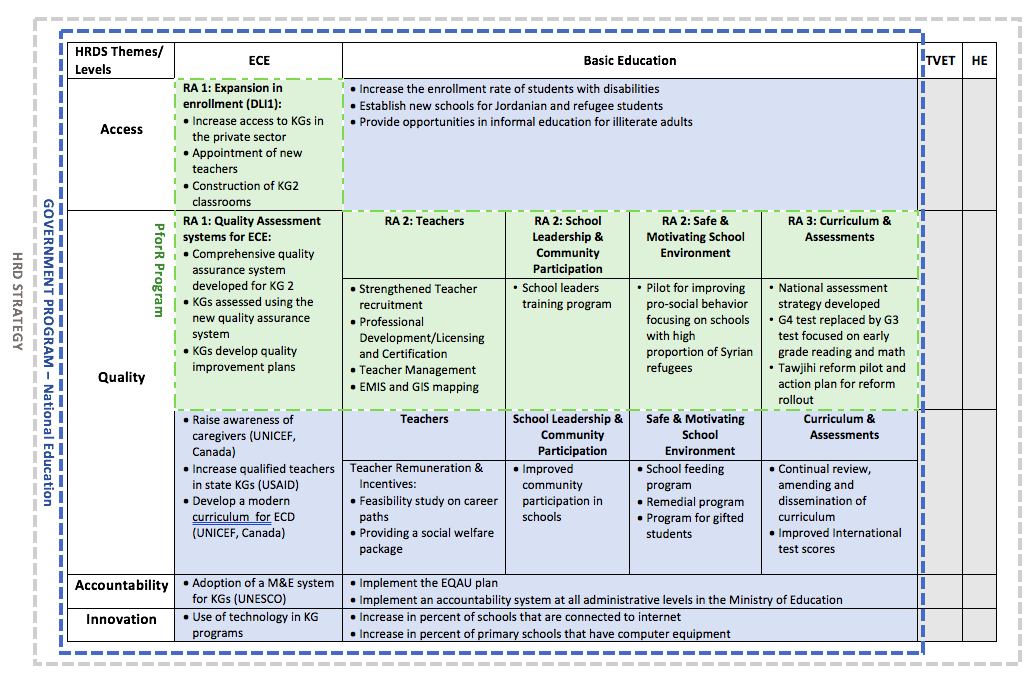 HRDS Themes/
Levels
ECE
Basic Education
TVET
HE
Access
RA 1: Expansion in
enrollment (DLI1):
• Increase access to KGs in
the private sector
• Appointment of new
teachers
• Construction of KG2
classrooms
• Increase the enrollment rate of students with disabilities
• Establish new schools for Jordanian and refugee students
• Provide opportunities in informal education for illiterate adults
HRD STRATEGY
GOVERNMENT PROGRAM – National Education
PforR Program
Quality
RA 1: Quality Assessment
systems for ECE:
• Comprehensive quality
assurance system
developed for KG 2
• KGs assessed using the
new quality assurance
system
• KGs develop quality
improvement plans
RA 2: Teachers
• Strengthened Teacher
recruitment
• Professional
Development/Licensing
and Certification
• Teacher Management
• EMIS and GIS mapping
RA 2: School
Leadership &
Community
Participation
• School leaders
training program
RA 2: Safe &
Motivating School
Environment
• Pilot for improving
pro-social behavior
focusing on schools
with high
proportion of Syrian
refugees
RA 3: Curriculum &
Assessments
• National assessment
strategy developed
• G4 test replaced by G3
test focused on early
grade reading and math
• Tawjihi reform pilot and
action plan for reform
rollout
• Raise awareness of
caregivers (UNICEF,
Canada)
• Increase qualified teachers
in state KGs (USAID)
• Develop a modern
curriculum for ECD
(UNICEF, Canada)
Teachers
Teacher Remuneration &
Incentives:
• Feasibility study on career
paths
• Providing a social welfare
package
School Leadership &
Community
Participation
• Improved
community
participation in
schools
Safe & Motivating
School
Environment
• School feeding
program
• Remedial program
• Program for gifted
students
Curriculum &
Assessments
• Continual review,
amending and
dissemination of
curriculum
• Improved International
test scores
Accountability
• Adoption of a M&E system
for KGs (UNESCO)
• Implement the EQAU plan
• Implement an accountability system at all administrative levels in the Ministry of Education
Innovation
• Use of technology in KG
programs
• Increase in percent of schools that are connected to internet
• Increase in percent of primary schools that have computer equipment